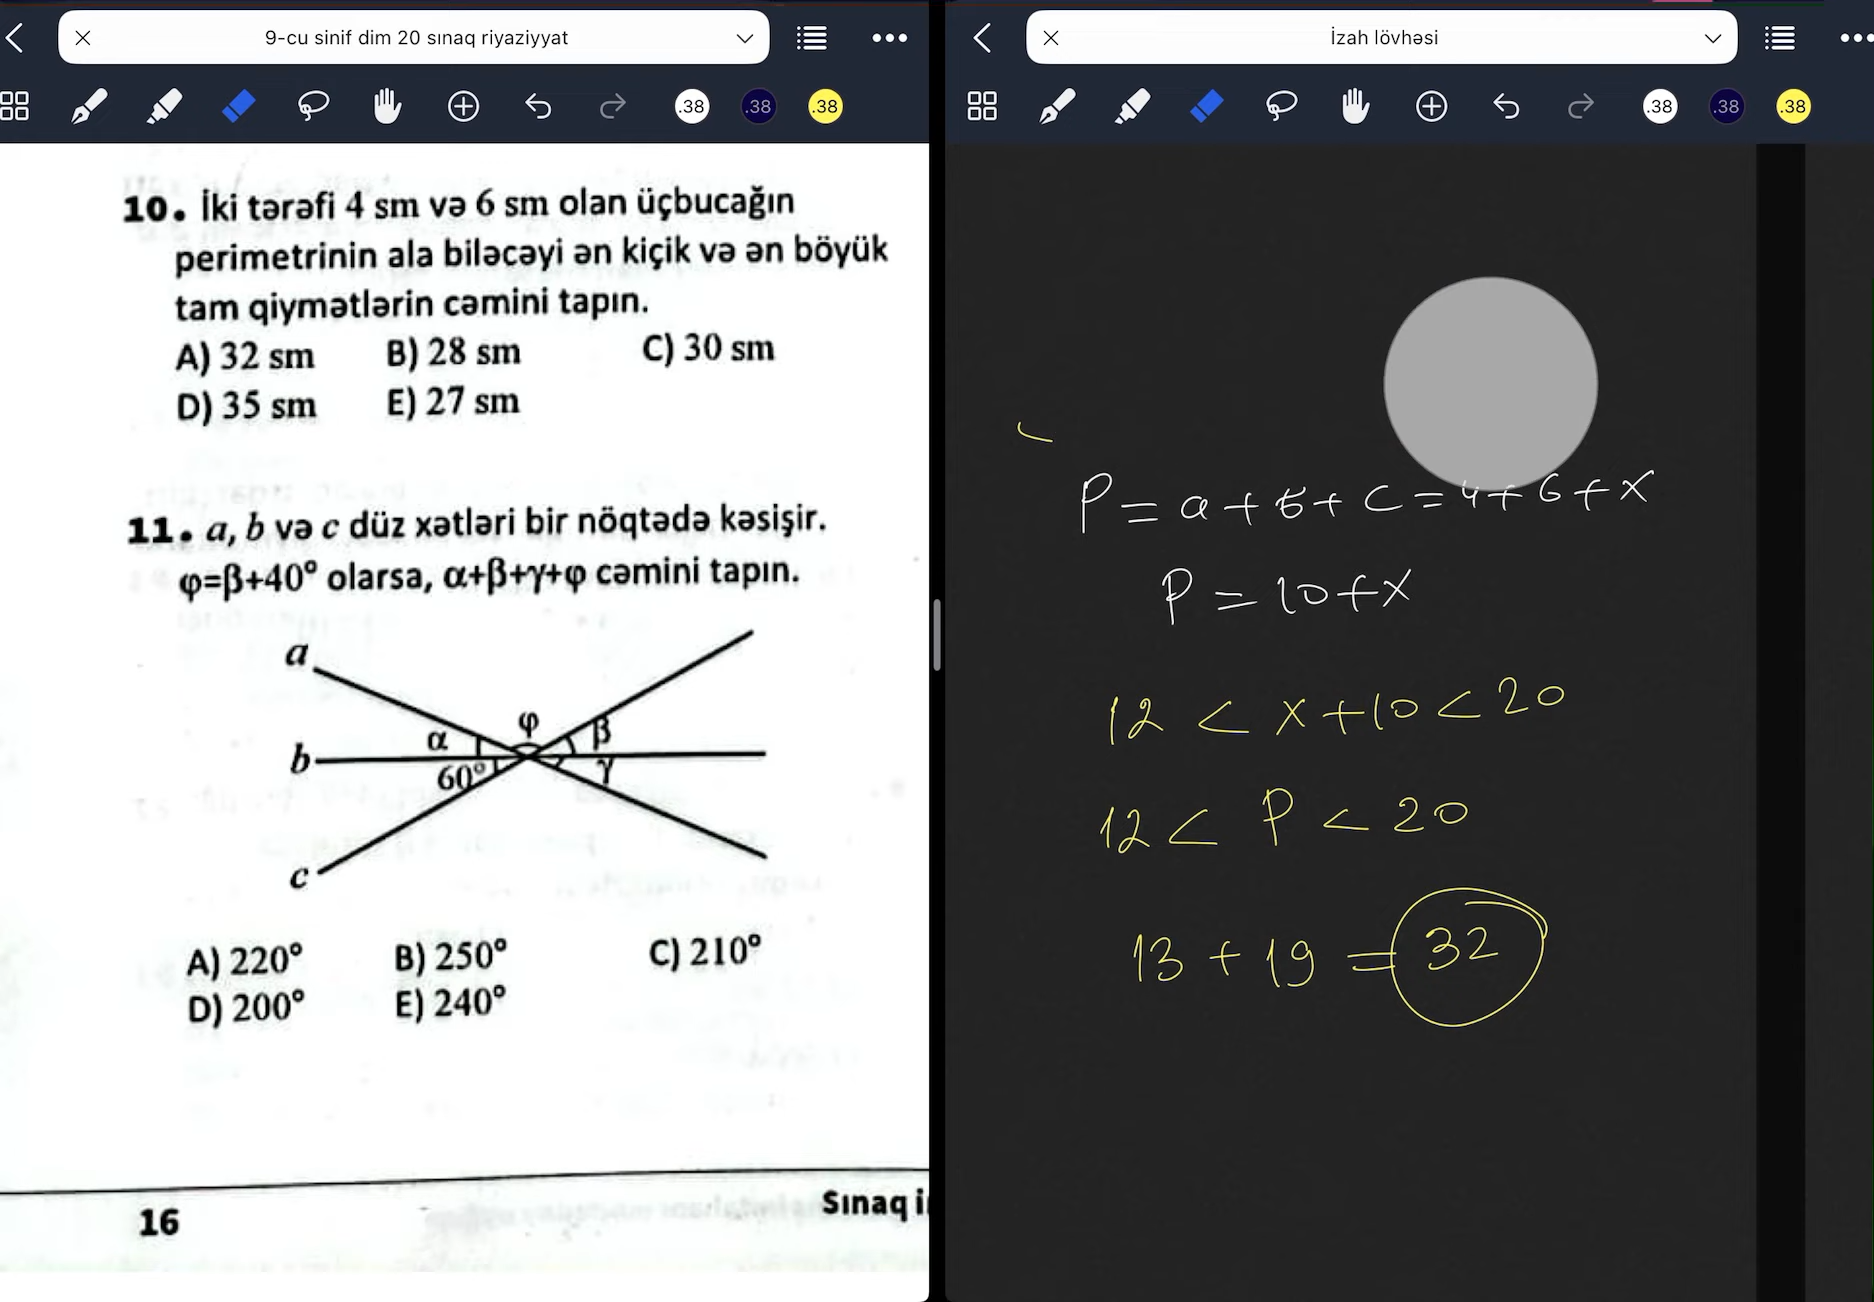 9-cu sinif dim 20 sınaq riyaziyyat
.38 .38 .38
10. İki tərəfi 4 sm və 6 sm olan üçbucağın
perimetrinin ala biləcəyi ən kiçik və ən böyük
tam qiymətlərin cəmini tapın.
A) 32 sm B) 28 sm C) 30 sm
D) 35 sm E) 27 sm
11. a, b və c düz xətləri bir nöqtədə kəsişir.
φ=β+40° olarsa, α+β+γ+φ cəmini tapın.
a
φ
α β
b
60° γ
c
A) 220° B) 250° C) 210°
D) 200° E) 240°
16
Sınaq i
İzah lövhəsi
.38 .38 .38
P = a + b + c = 4 + 6 + x
P = 10 + x
12 < x + 10 < 20
12 < P < 20
13 + 19 = 32